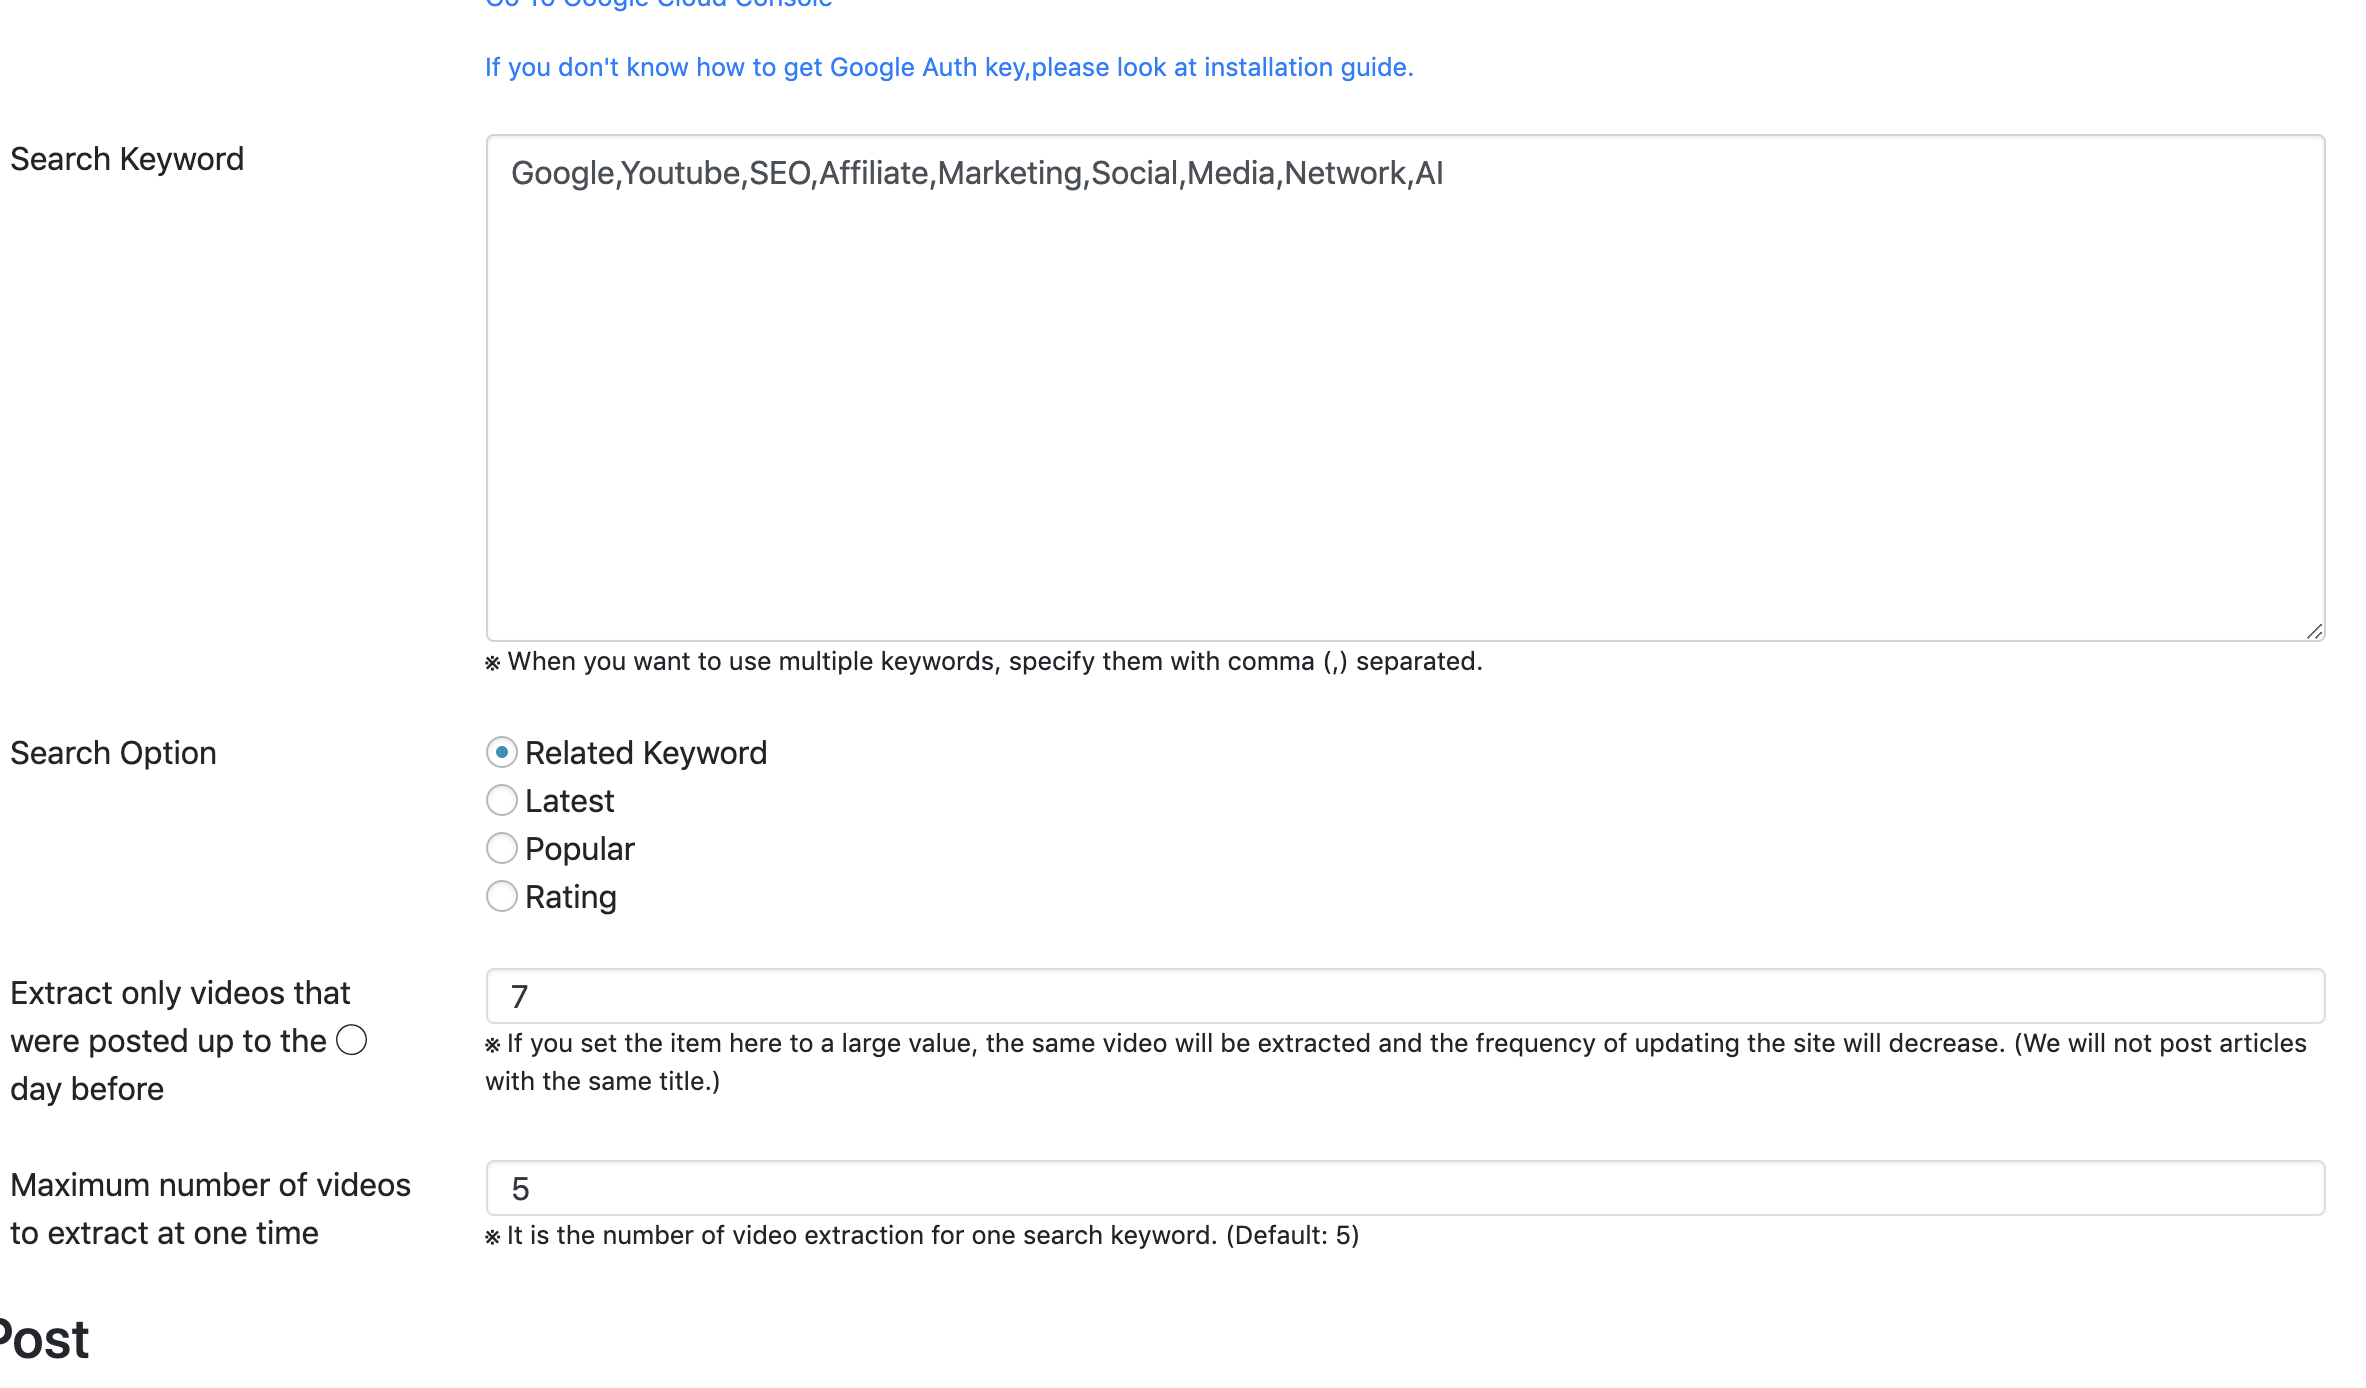 Go To Google Cloud Console
If you don't know how to get Google Auth key,please look at installation guide.
Search Keyword
Google,Youtube,SEO,Affiliate,Marketing,Social,Media,Network,AI
※ When you want to use multiple keywords, specify them with comma (,) separated.
Search Option
Related Keyword
Latest
Popular
Rating
Extract only videos that
were posted up to the ◯
day before
7
※ If you set the item here to a large value, the same video will be extracted and the frequency of updating the site will decrease. (We will not post articles
with the same title.)
Maximum number of videos
to extract at one time
5
※ It is the number of video extraction for one search keyword. (Default: 5)
Post